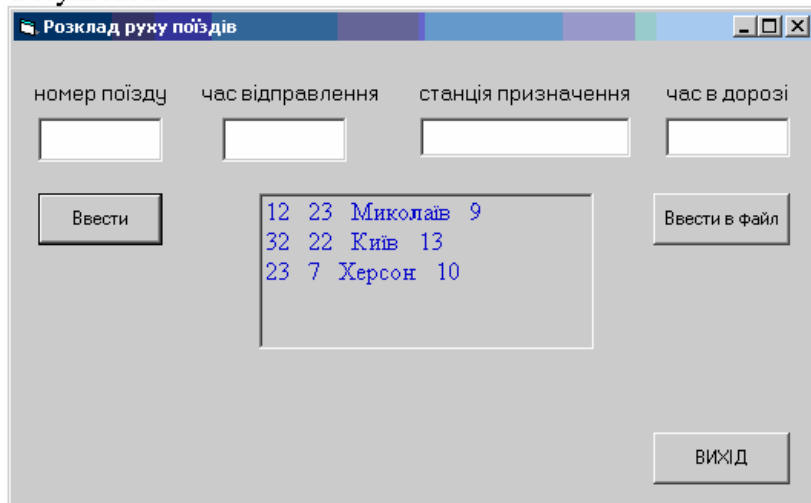 Розклад руху поїздів
номер поїзду час відправлення станція призначення час в дорозі
Ввести
12 23 Миколаїв 9
32 22 Київ 13
23 7 Херсон 10
Ввести в файл
ВИХІД